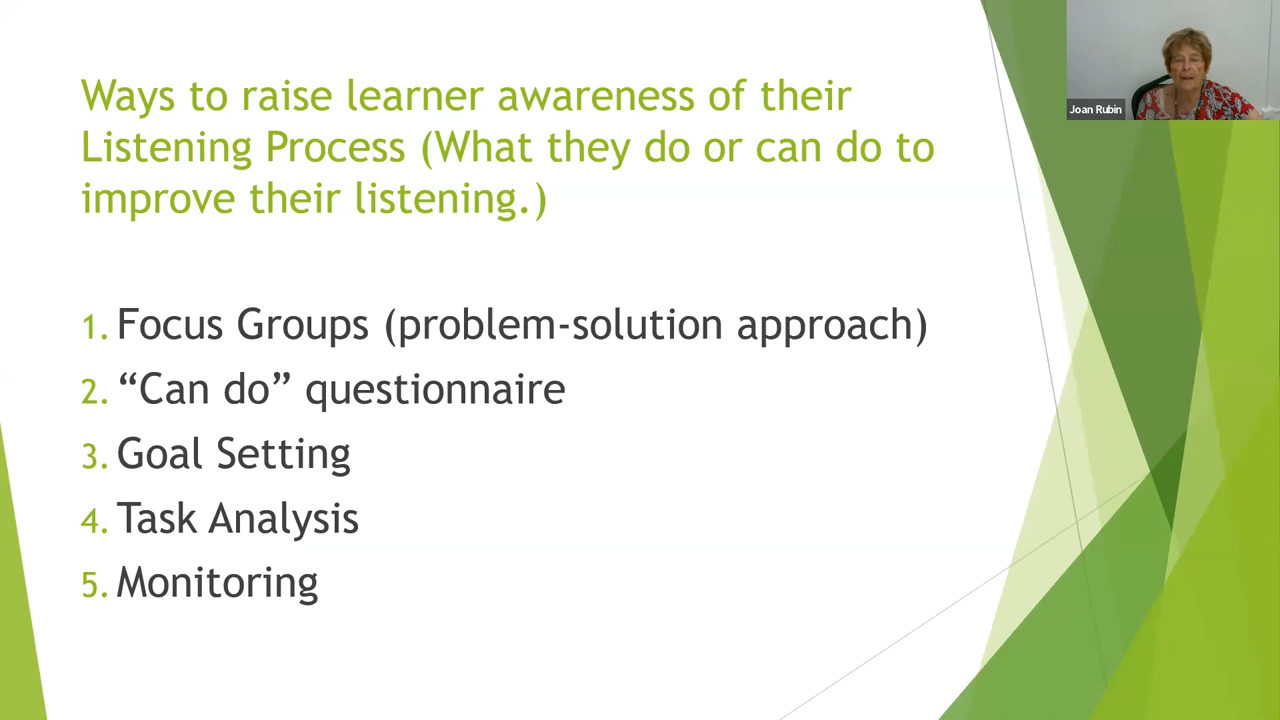 Ways to raise learner awareness of their
Listening Process (What they do or can do to
improve their listening.)
1. Focus Groups (problem-solution approach)
2. “Can do” questionnaire
3. Goal Setting
4. Task Analysis
5. Monitoring
Joan Rubin